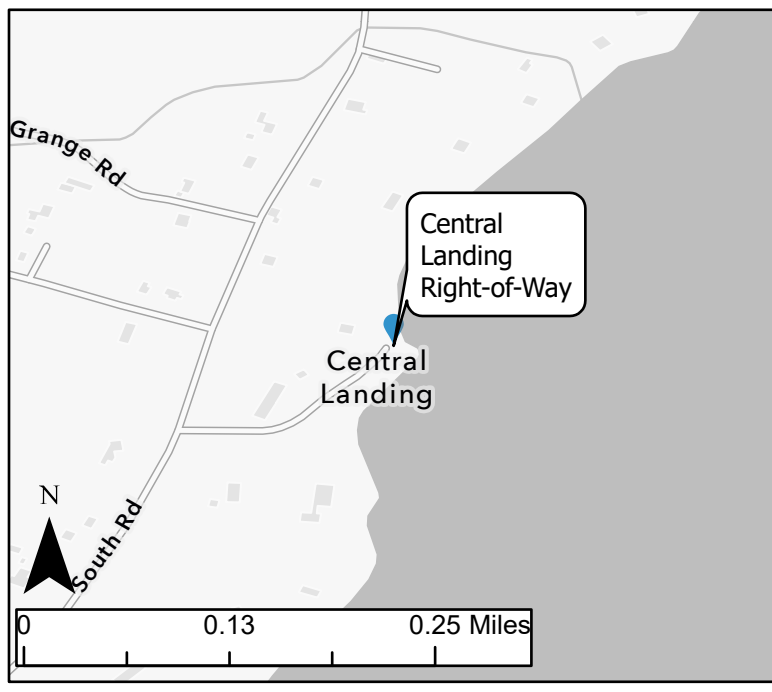 Grange Rd
Central
Landing
Right-of-Way
Central
Landing
N
South Rd
0 0.13 0.25 Miles